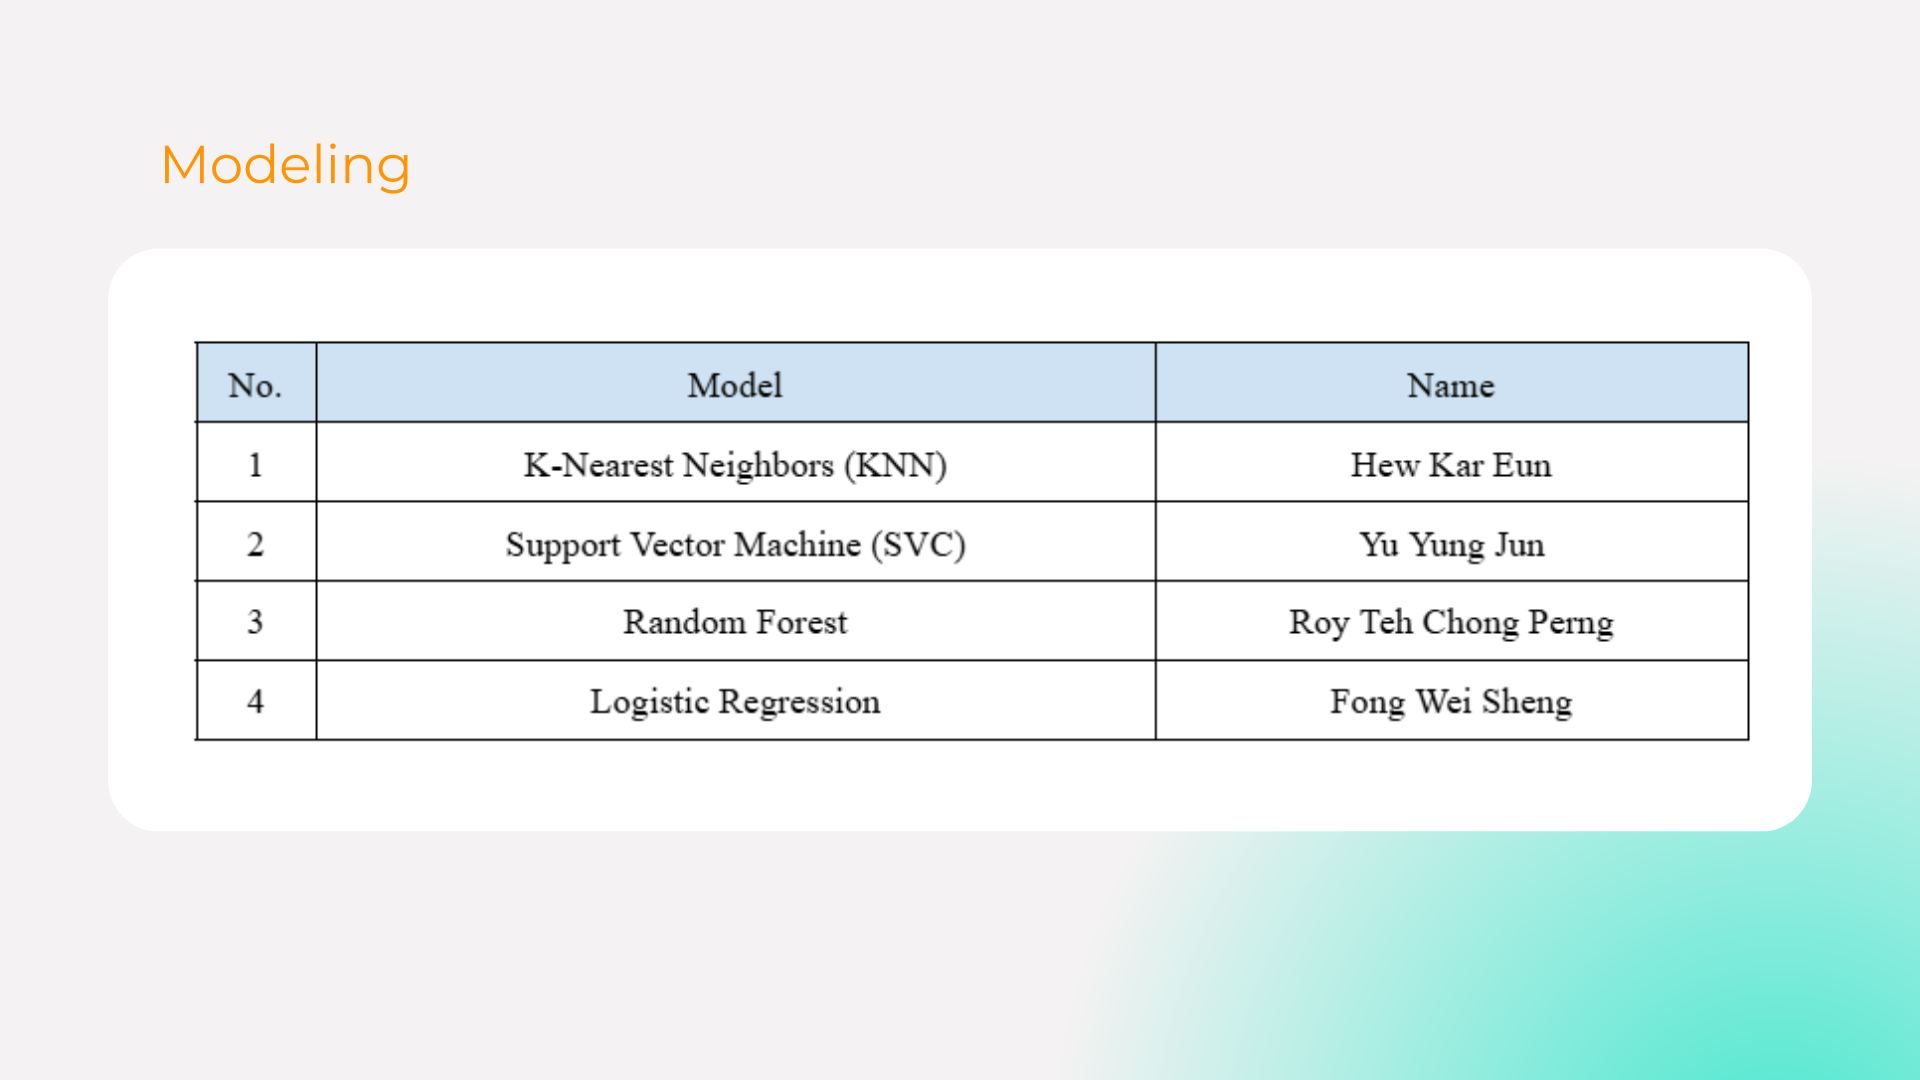 Modeling
No. Model Name
1 K-Nearest Neighbors (KNN) Hew Kar Eun
2 Support Vector Machine (SVC) Yu Yung Jun
3 Random Forest Roy Teh Chong Perng
4 Logistic Regression Fong Wei Sheng